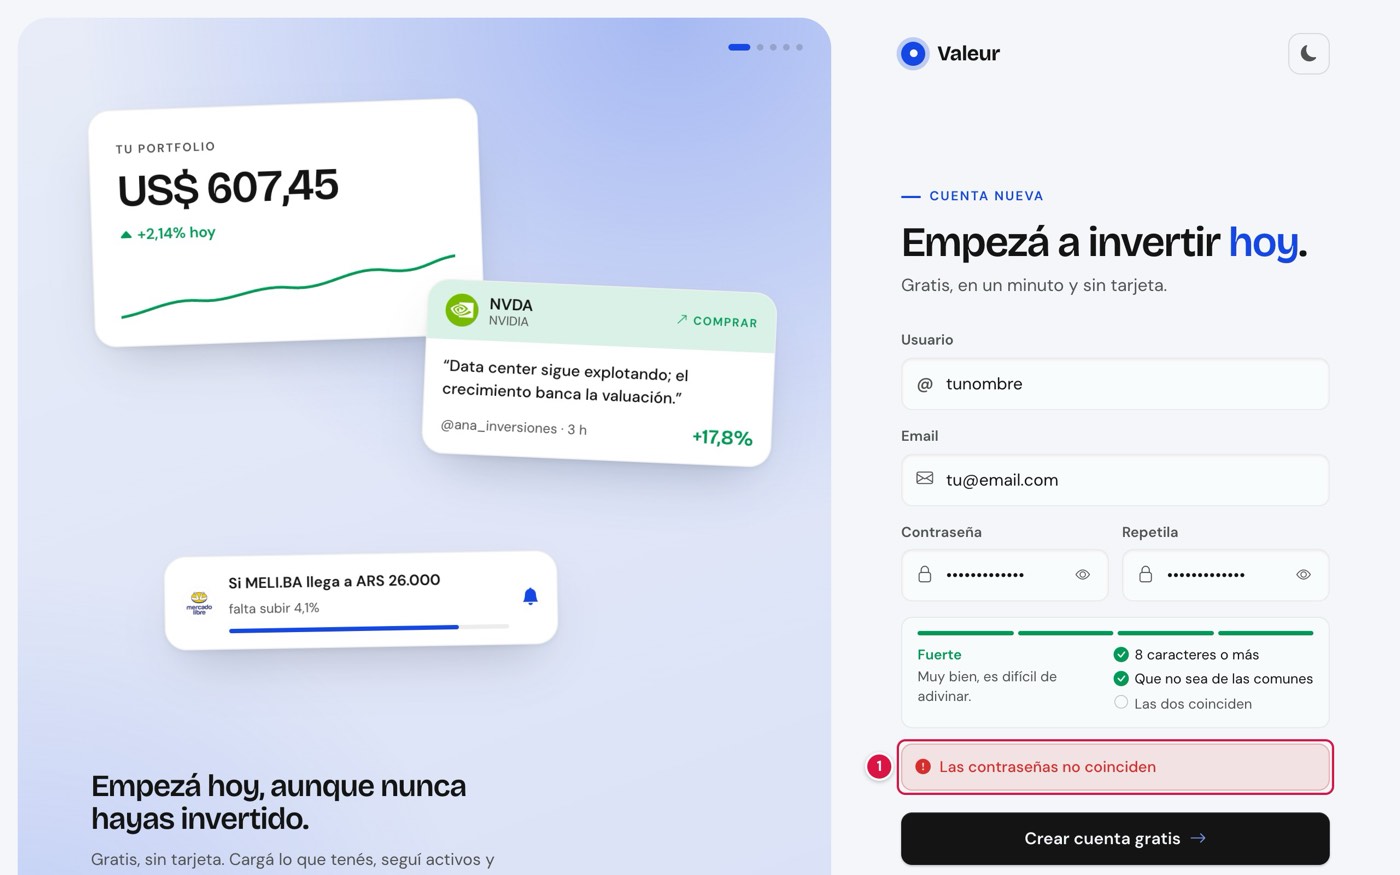 TU PORTFOLIO
US$ 607,45
+2,14% hoy
NVDA
NVIDIA
COMPRAR
“Data center sigue explotando; el
crecimiento banca la valuación.”
@ana_inversiones · 3 h
+17,8%
mercado
libre
Si MELI.BA llega a ARS 26.000
falta subir 4,1%
Empezá hoy, aunque nunca
hayas invertido.
Gratis, sin tarjeta. Cargá lo que tenés, seguí activos y
Valeur
CUENTA NUEVA
Empezá a invertir hoy.
Gratis, en un minuto y sin tarjeta.
Usuario
@ tunombre
Email
tu@email.com
Contraseña
Repetila
•••••••••••••
•••••••••••••
Fuerte
Muy bien, es difícil de
adivinar.
8 caracteres o más
Que no sea de las comunes
Las dos coinciden
1
Las contraseñas no coinciden
Crear cuenta gratis →